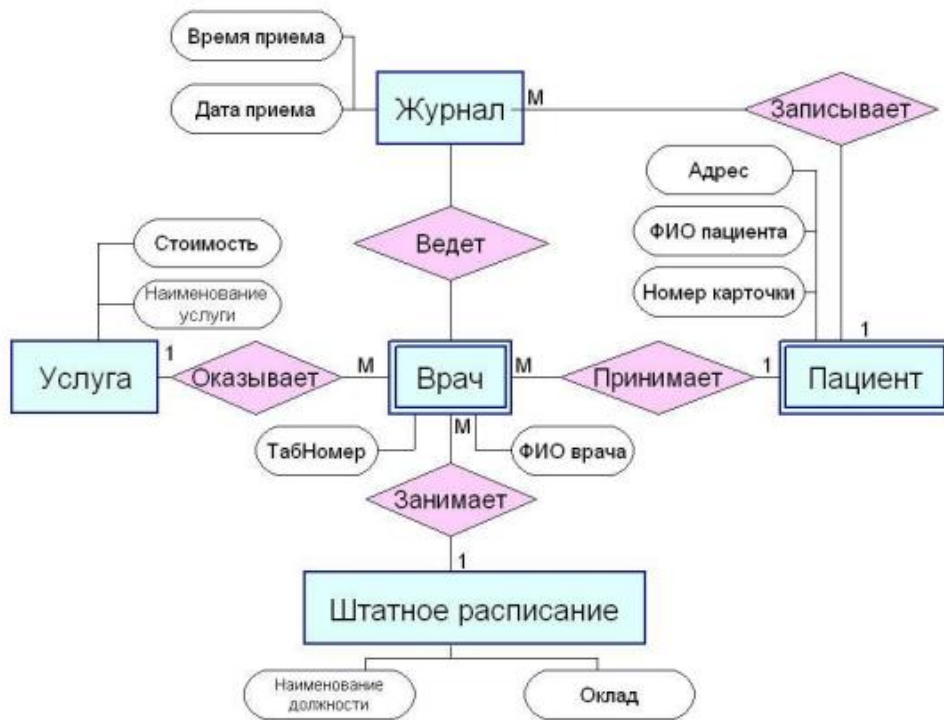 Время приема
Дата приема
Журнал
М
Записывает
Адрес
ФИО пациента
Номер карточки
Ведет
Стоимость
Наименование
услуги
Услуга
1
Оказывает
М
Врач
М
Принимает
1
1
Пациент
ТабНомер
М
ФИО врача
Занимает
1
Штатное расписание
Наименование
должности
Оклад